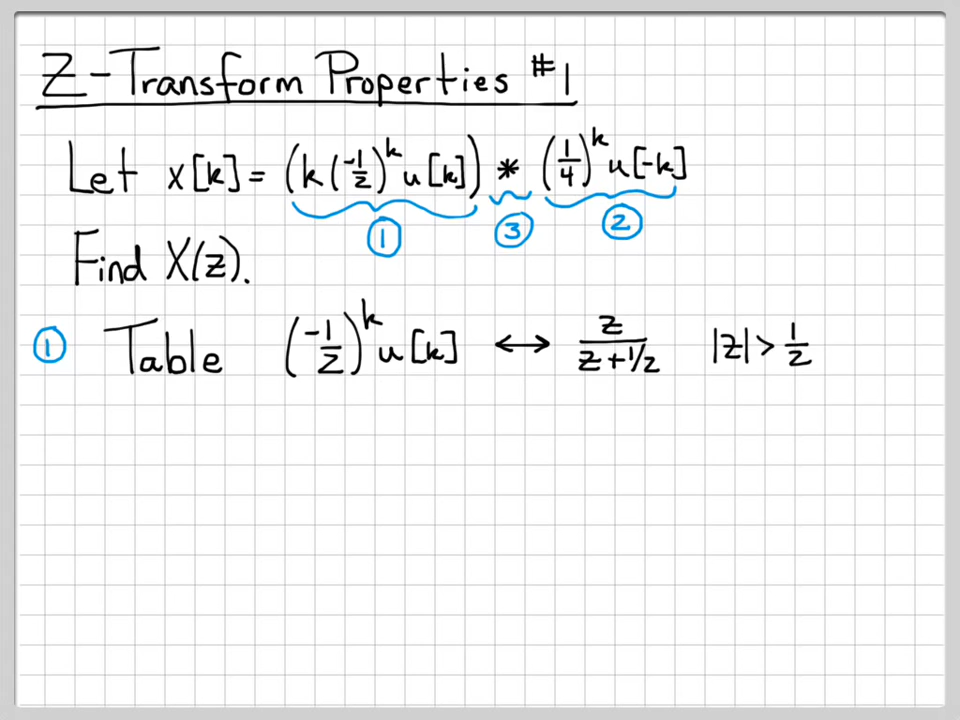 Z-Transform Properties #1
Let x[k] = (k(-1/2)^k u[k]) * (1/4)^k u[-k]
1 3 2
Find X(z).
1 Table (-1/2)^k u[k] ↔ z/(z+1/2) |z| > 1/2